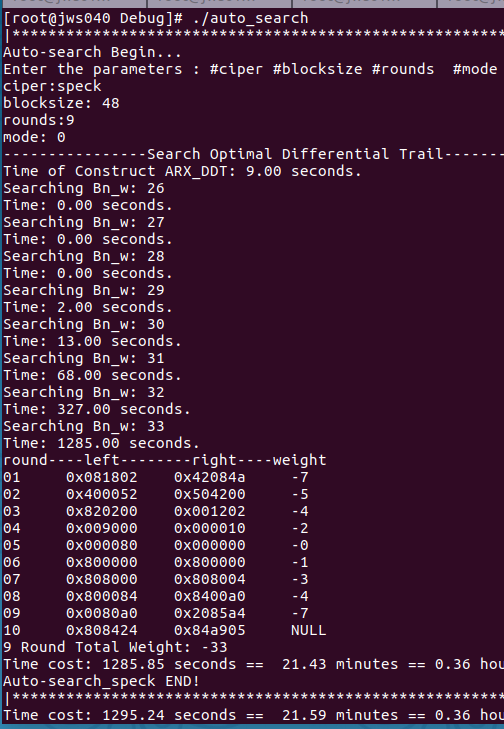 [root@jws040 Debug]# ./auto_search
|************************************************************
Auto-search Begin...
Enter the parameters : #ciper #blocksize #rounds  #mode
ciper:speck
blocksize: 48
rounds:9
mode: 0
----------------Search Optimal Differential Trail-------
Time of Construct ARX_DDT: 9.00 seconds.
Searching Bn_w: 26
Time: 0.00 seconds.
Searching Bn_w: 27
Time: 0.00 seconds.
Searching Bn_w: 28
Time: 0.00 seconds.
Searching Bn_w: 29
Time: 2.00 seconds.
Searching Bn_w: 30
Time: 13.00 seconds.
Searching Bn_w: 31
Time: 68.00 seconds.
Searching Bn_w: 32
Time: 327.00 seconds.
Searching Bn_w: 33
Time: 1285.00 seconds.
round----left--------right----weight
01     0x081802    0x42084a     -7
02     0x400052    0x504200     -5
03     0x820200    0x001202     -4
04     0x009000    0x000010     -2
05     0x000080    0x000000     -0
06     0x800000    0x800000     -1
07     0x808000    0x808004     -3
08     0x800084    0x8400a0     -4
09     0x0080a0    0x2085a4     -7
10     0x808424    0x84a905     NULL
9 Round Total Weight: -33
Time cost: 1285.85 seconds ==  21.43 minutes == 0.36 hou
Auto-search_speck END!
|************************************************************
Time cost: 1295.24 seconds ==  21.59 minutes == 0.36 hou